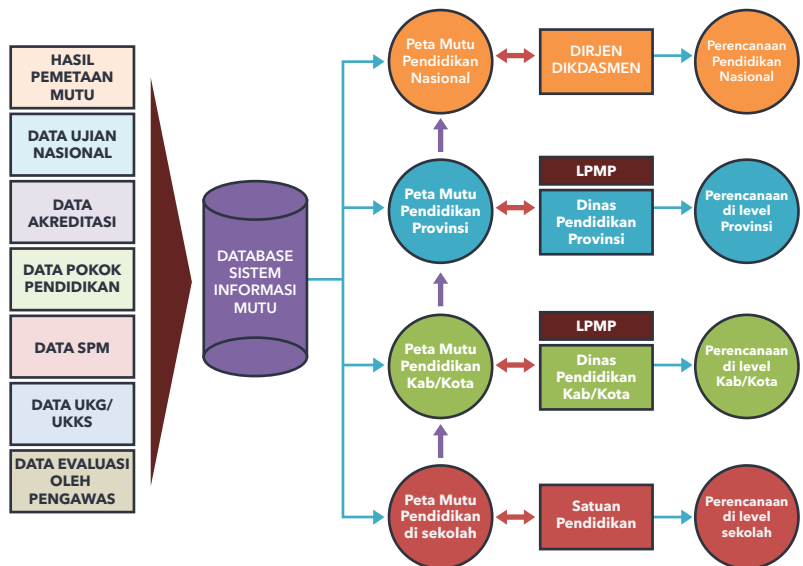 HASIL
PEMETAAN
MUTU
DATA UJIAN
NASIONAL
DATA
AKREDITASI
DATA POKOK
PENDIDIKAN
DATA SPM
DATA UKG/
UKKS
DATA EVALUASI
OLEH
PENGAWAS
DATABASE
SISTEM
INFORMASI
MUTU
Peta Mutu
Pendidikan
Nasional
DIRJEN
DIKDASMEN
Perencanaan
Pendidikan
Nasional
Peta Mutu
Pendidikan
Provinsi
LPMP
Dinas
Pendidikan
Provinsi
Perencanaan
di level
Provinsi
Peta Mutu
Pendidikan
Kab/Kota
LPMP
Dinas
Pendidikan
Kab/Kota
Perencanaan
di level
Kab/Kota
Peta Mutu
Pendidikan
di sekolah
Satuan
Pendidikan
Perencanaan
di level
sekolah